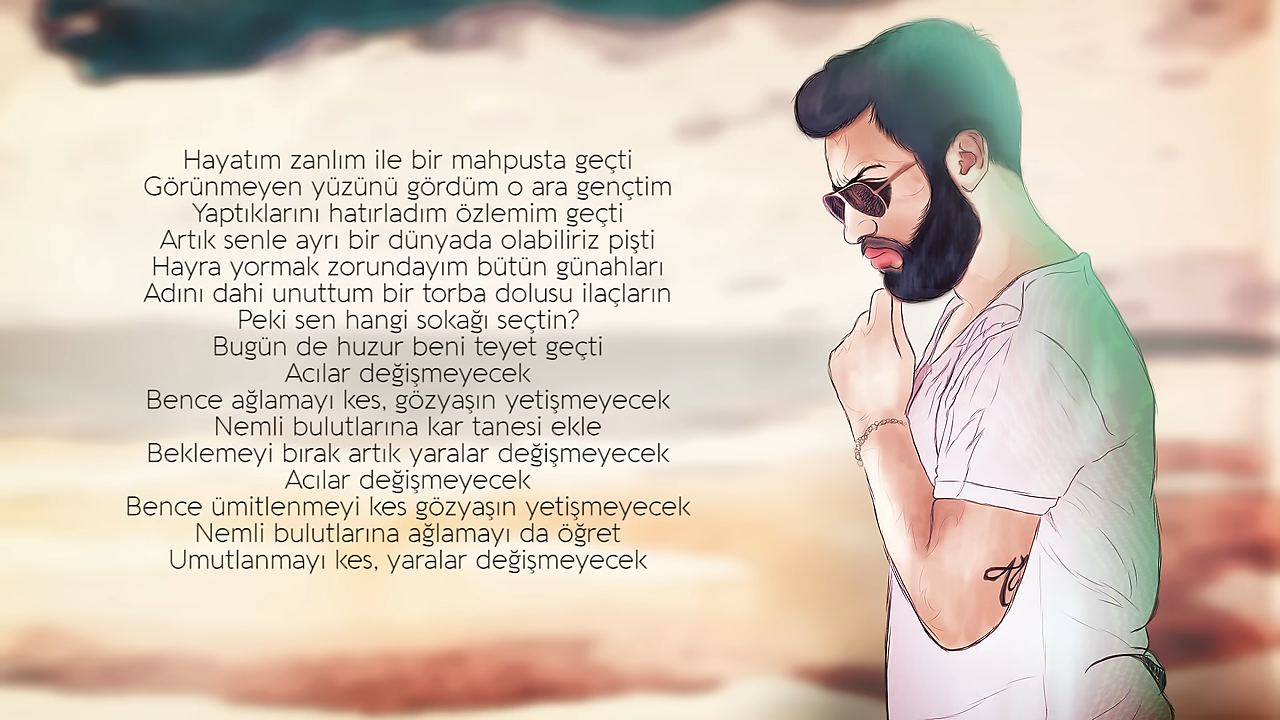 Hayatım zanlım ile bir mahpusta geçti
Görünmeyen yüzünü gördüm o ara gençtim
Yaptıklarını hatırladım özlemim geçti
Artık senle ayrı bir dünyada olabiliriz pişti
Hayra yormak zorundayım bütün günahları
Adını dahi unuttum bir torba dolusu ilaçların
Peki sen hangi sokağı seçtin?
Bugün de huzur beni teyet geçti
Acılar değişmeyecek
Bence ağlamayı kes, gözyaşın yetişmeyecek
Nemli bulutlarına kar tanesi ekle
Beklemeyi bırak artık yaralar değişmeyecek
Acılar değişmeyecek
Bence ümitlenmeyi kes gözyaşın yetişmeyecek
Nemli bulutlarına ağlamayı da öğret
Umutlanmayı kes, yaralar değişmeyecek